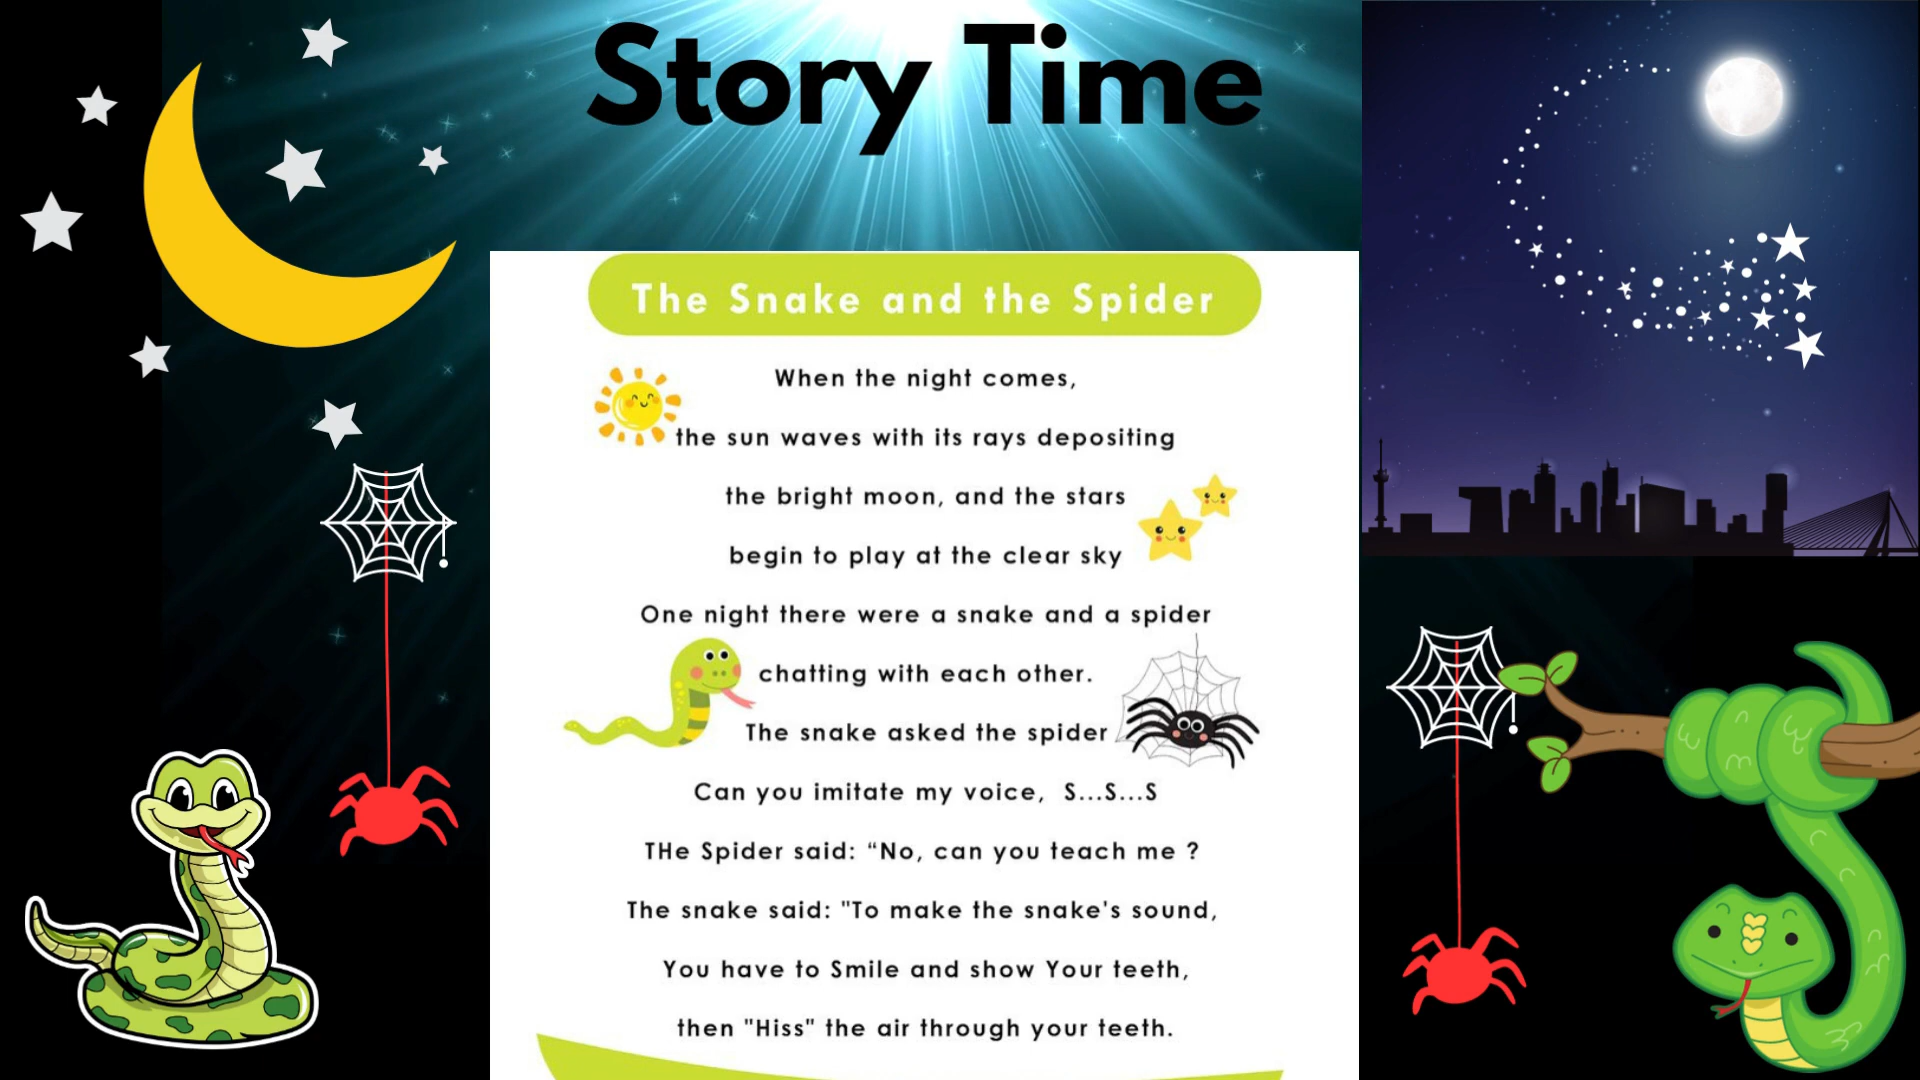 Story Time
The Snake and the Spider
When the night comes,
the sun waves with its rays depositing
the bright moon, and the stars
begin to play at the clear sky
One night there were a snake and a spider
chatting with each other.
The snake asked the spider
Can you imitate my voice, S...S...S
THe Spider said: “No, can you teach me ?
The snake said: "To make the snake's sound,
You have to Smile and show Your teeth,
then "Hiss" the air through your teeth.